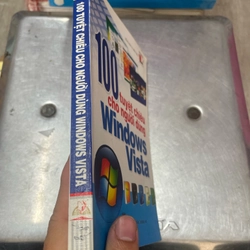 100 TUYỆT CHIÊU CHO NGƯỜI DÙNG WINDOWS VISTA
100
tuyệt chiêu
cho người dùng
Windows
Vista